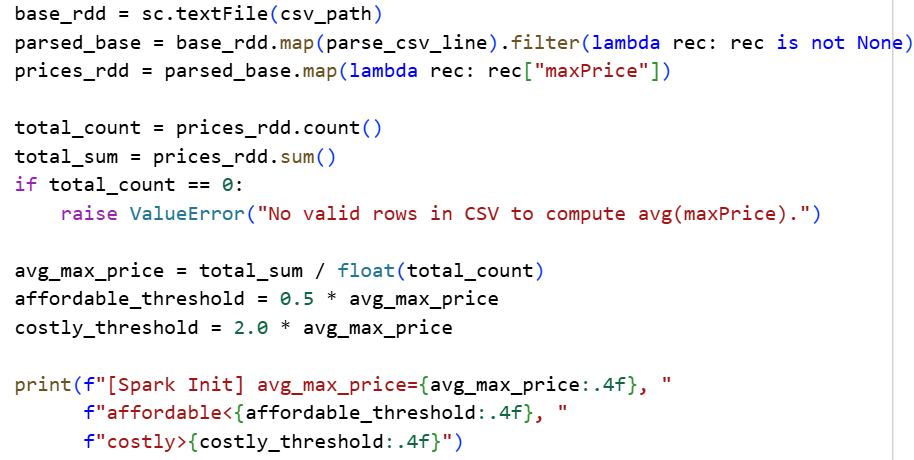 base_rdd = sc.textFile(csv_path)
parsed_base = base_rdd.map(parse_csv_line).filter(lambda rec: rec is not None)
prices_rdd = parsed_base.map(lambda rec: rec["maxPrice"])

total_count = prices_rdd.count()
total_sum = prices_rdd.sum()
if total_count == 0:
    raise ValueError("No valid rows in CSV to compute avg(maxPrice).")

avg_max_price = total_sum / float(total_count)
affordable_threshold = 0.5 * avg_max_price
costly_threshold = 2.0 * avg_max_price

print(f"[Spark Init] avg_max_price={avg_max_price:.4f}, "
      f"affordable<{affordable_threshold:.4f}, "
      f"costly>{costly_threshold:.4f}")